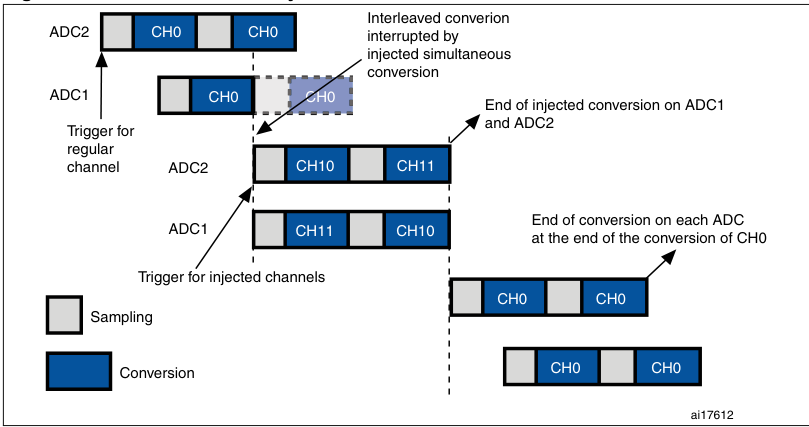 ADC2
CH0
CH0
Interleaved converion
interrupted by
injected simultaneous
conversion
ADC1
CH0
CH0
End of injected conversion on ADC1
and ADC2
Trigger for
regular
channel
ADC2
CH10
CH11
ADC1
CH11
CH10
End of conversion on each ADC
at the end of the conversion of CH0
Trigger for injected channels
CH0
CH0
Sampling
CH0
CH0
Conversion
ai17612